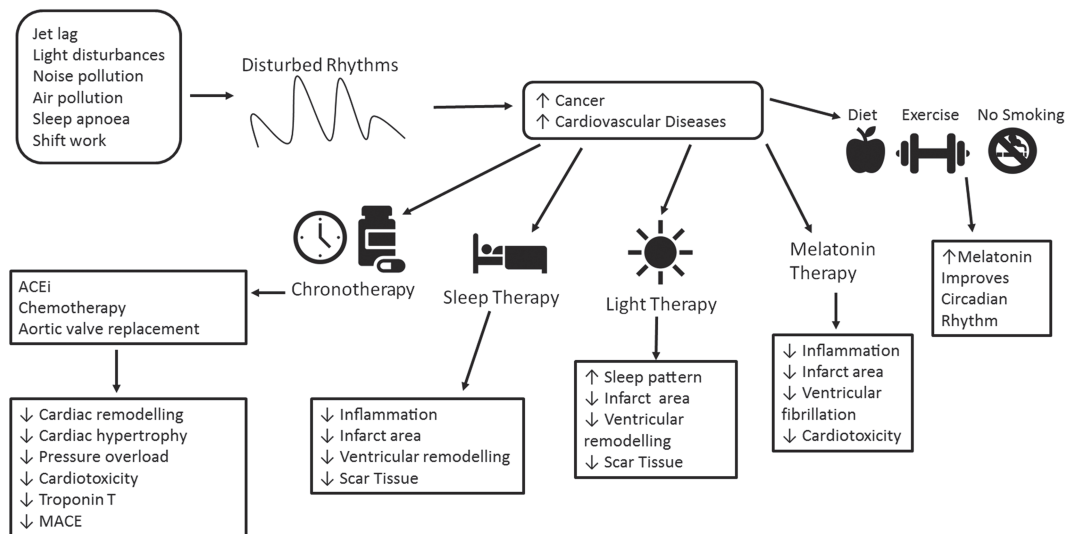 Jet lag
Light disturbances
Noise pollution
Air pollution
Sleep apnoea
Shift work
Disturbed Rhythms
↑ Cancer
↑ Cardiovascular Diseases
Diet
Exercise
No Smoking
↑Melatonin
Improves
Circadian
Rhythm
Chronotherapy
ACEi
Chemotherapy
Aortic valve replacement
↓ Cardiac remodelling
↓ Cardiac hypertrophy
↓ Pressure overload
↓ Cardiotoxicity
↓ Troponin T
↓ MACE
Sleep Therapy
↓ Inflammation
↓ Infarct area
↓ Ventricular remodelling
↓ Scar Tissue
Light Therapy
↑ Sleep pattern
↓ Infarct area
↓ Ventricular
remodelling
↓ Scar Tissue
Melatonin
Therapy
↓ Inflammation
↓ Infarct area
↓ Ventricular
fibrillation
↓ Cardiotoxicity